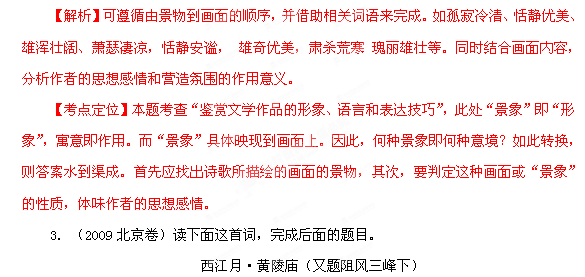 【解析】可遵循由景物到画面的顺序，并借助相关词语来完成。如孤寂冷清、恬静优美、
雄浑壮阔、萧瑟凄凉，恬静安谧， 雄奇优美，肃杀荒寒 瑰丽雄壮等。同时结合画面内容，
分析作者的思想感情和营造氛围的作用意义。
【考点定位】本题考查“鉴赏文学作品的形象、语言和表达技巧”，此处“景象”即“形
象”，寓意即作用。而“景象”具体映现到画面上。因此，何种景象即何种意境？如此转换，
则答案水到渠成。首先应找出诗歌所描绘的画面的景物，其次，要判定这种画面或“景象”
的性质，体味作者的思想感情。
3. （2009北京卷）读下面这首词，完成后面的题目。
西江月·黄陵庙（又题阻风三峰下）